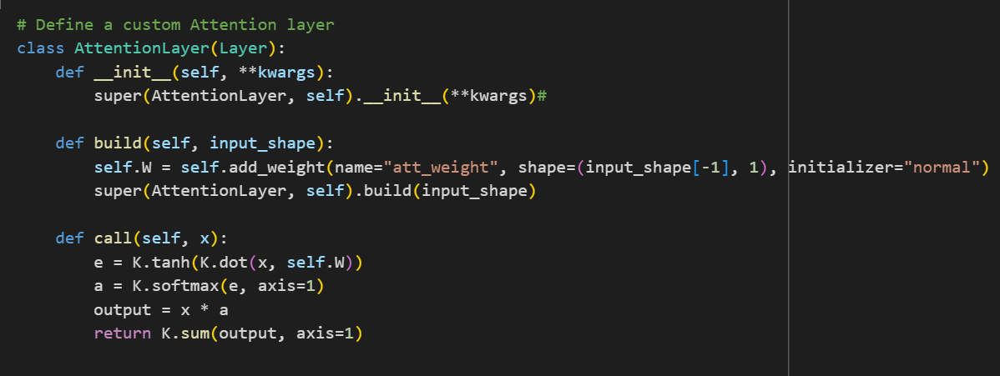 # Define a custom Attention layer
class AttentionLayer(Layer):
    def __init__(self, **kwargs):
        super(AttentionLayer, self).__init__(**kwargs)#
    def build(self, input_shape):
        self.W = self.add_weight(name="att_weight", shape=(input_shape[-1], 1), initializer="normal")
        super(AttentionLayer, self).build(input_shape)
    def call(self, x):
        e = K.tanh(K.dot(x, self.W))
        a = K.softmax(e, axis=1)
        output = x * a
        return K.sum(output, axis=1)